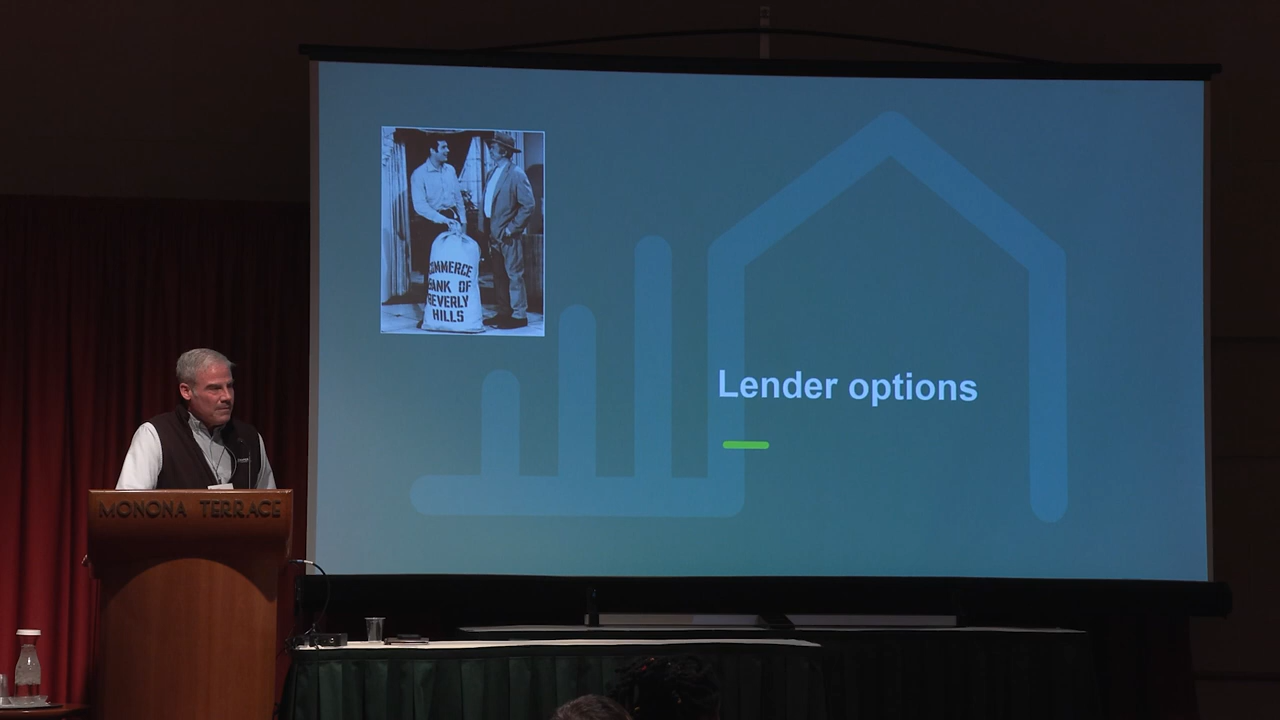 COMMERCE
BANK OF
BEVERLY
HILLS
Lender options
MONONA TERRACE